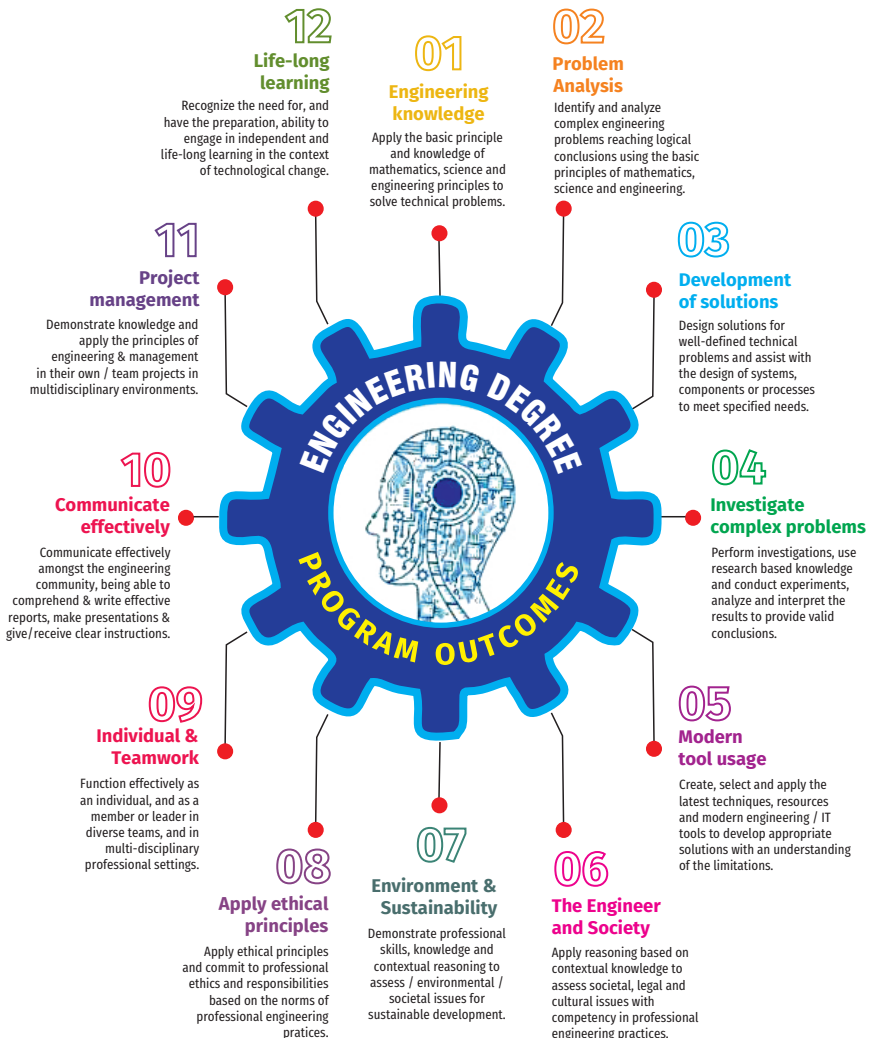 12
Life-long
learning
Recognize the need for, and
have the preparation, ability to
engage in independent and
life-long learning in the context
of technological change.
01
Engineering
knowledge
Apply the basic principle
and knowledge of
mathematics, science and
engineering principles to
solve technical problems.
02
Problem
Analysis
Identify and analyze
complex engineering
problems reaching logical
conclusions using the basic
principles of mathematics,
science and engineering.
11
Project
management
Demonstrate knowledge and
apply the principles of
engineering & management
in their own / team projects in
multidisciplinary environments.
03
Development
of solutions
Design solutions for
well-defined technical
problems and assist with
the design of systems,
components or processes
to meet specified needs.
ENGINEERING DEGREE
PROGRAM OUTCOMES
10
Communicate
effectively
Communicate effectively
amongst the engineering
community, being able to
comprehend & write effective
reports, make presentations &
give/receive clear instructions.
04
Investigate
complex problems
Perform investigations, use
research based knowledge
and conduct experiments,
analyze and interpret the
results to provide valid
conclusions.
09
Individual &
Teamwork
Function effectively as
an individual, and as a
member or leader in
diverse teams, and in
multi-disciplinary
professional settings.
05
Modern
tool usage
Create, select and apply the
latest techniques, resources
and modern engineering / IT
tools to develop appropriate
solutions with an understanding
of the limitations.
08
Apply ethical
principles
Apply ethical principles
and commit to professional
ethics and responsibilities
based on the norms of
professional engineering
pratices.
07
Environment &
Sustainability
Demonstrate professional
skills, knowledge and
contextual reasoning to
assess / environmental /
societal issues for
sustainable development.
06
The Engineer
and Society
Apply reasoning based on
contextual knowledge to
assess societal, legal and
cultural issues with
competency in professional
engineering practices.